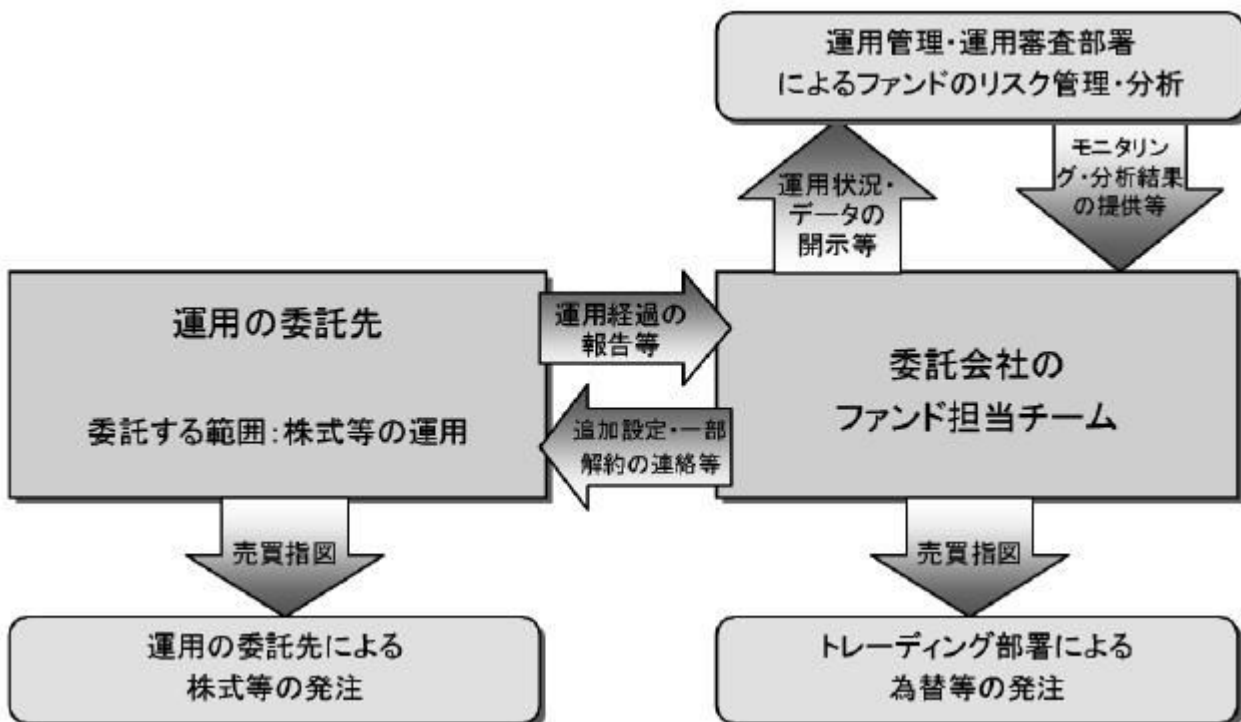 運用管理・運用審査部署
によるファンドのリスク管理・分析
運用状況・
データの
開示等
モニタリン
グ・分析結果
の提供等
運用の委託先
委託する範囲:株式等の運用
運用経過の
報告等
追加設定・一部
解約の連絡等
委託会社の
ファンド担当チーム
売買指図
売買指図
運用の委託先による
株式等の発注
トレーディング部署による
為替等の発注